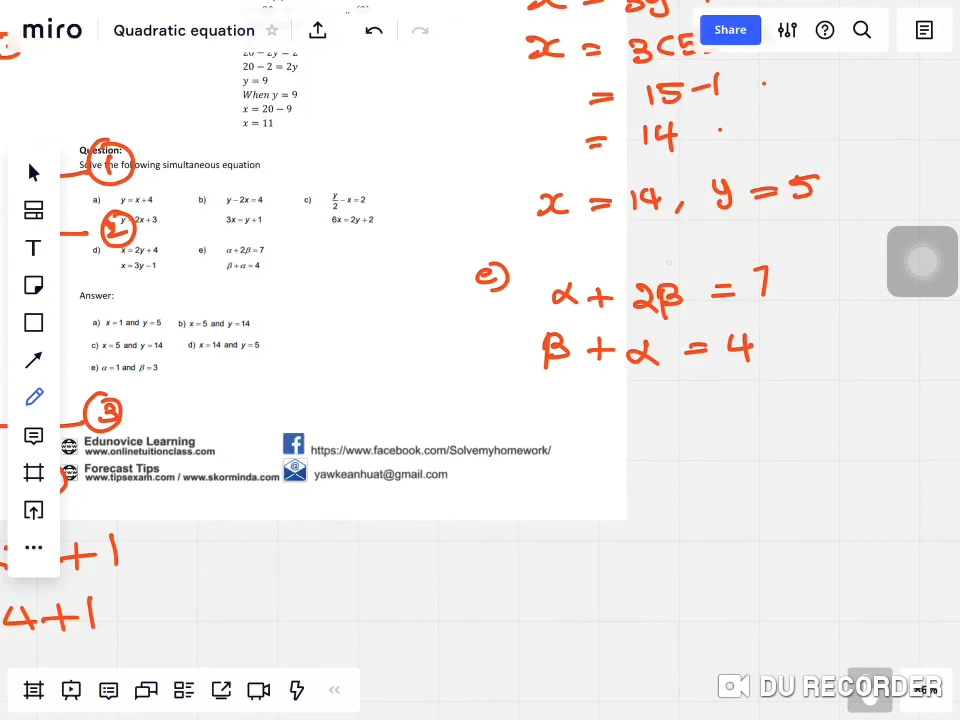 miro
Quadratic equation
Share
20 − 2y = 2
20 − 2 = 2y
y = 9
When y = 9
x = 20 − 9
x = 11
Question:
Solve the following simultaneous equation
1
a) y = x + 4 b) y − 2x = 4 c) y/2 − x = 2
y = 2x + 3 3x = y + 1 6x = 2y + 2
2
d) x = 2y + 4 e) α + 2β = 7
x = 3y − 1 β + α = 4
Answer:
a) x = 1 and y = 5 b) x = 5 and y = 14
c) x = 5 and y = 14 d) x = 14 and y = 5
e) α = 1 and β = 3
3
Edunovice Learning
www.onlinetuitionclass.com
https://www.facebook.com/Solvemyhomework/
Forecast Tips
www.tipsexam.com / www.skorminda.com
yawkeanhuat@gmail.com
= 15 − 1
= 14
x = 14, y = 5
e) α + 2β = 7
β + α = 4
+ 1
4 + 1
DU RECORDER